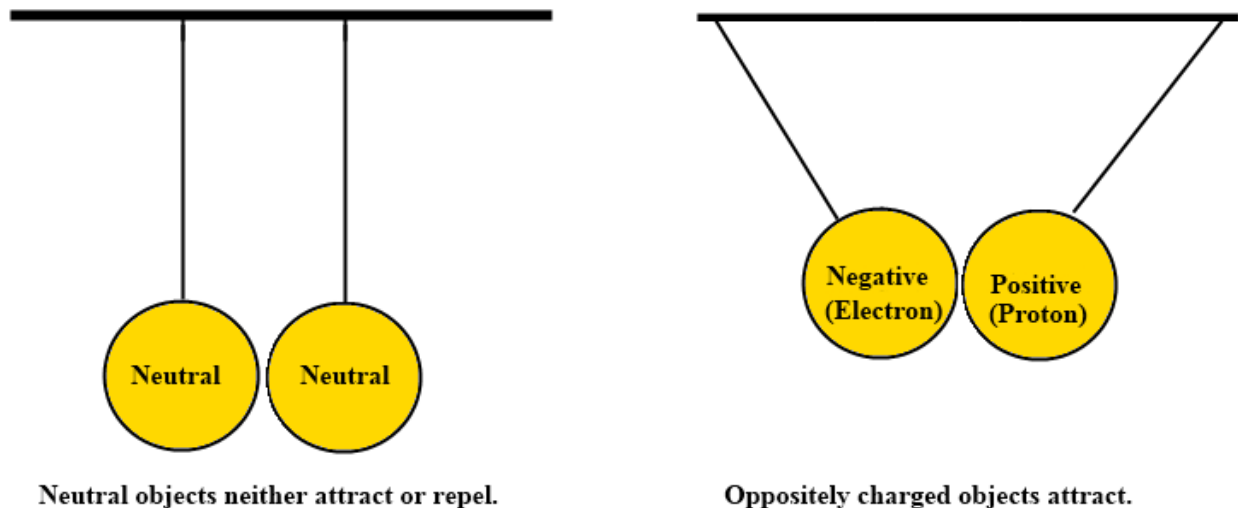 Neutral
Neutral
Negative
(Electron)
Positive
(Proton)
Neutral objects neither attract or repel.
Oppositely charged objects attract.